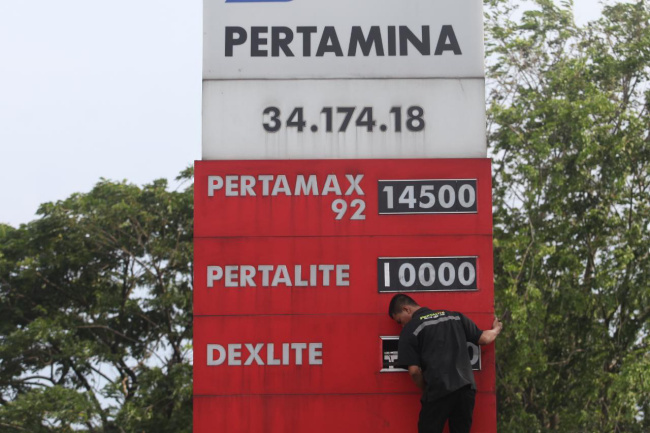 PERTAMINA
34.174.18
PERTAMAX 14500
92
PERTALITE 10000
DEXLITE